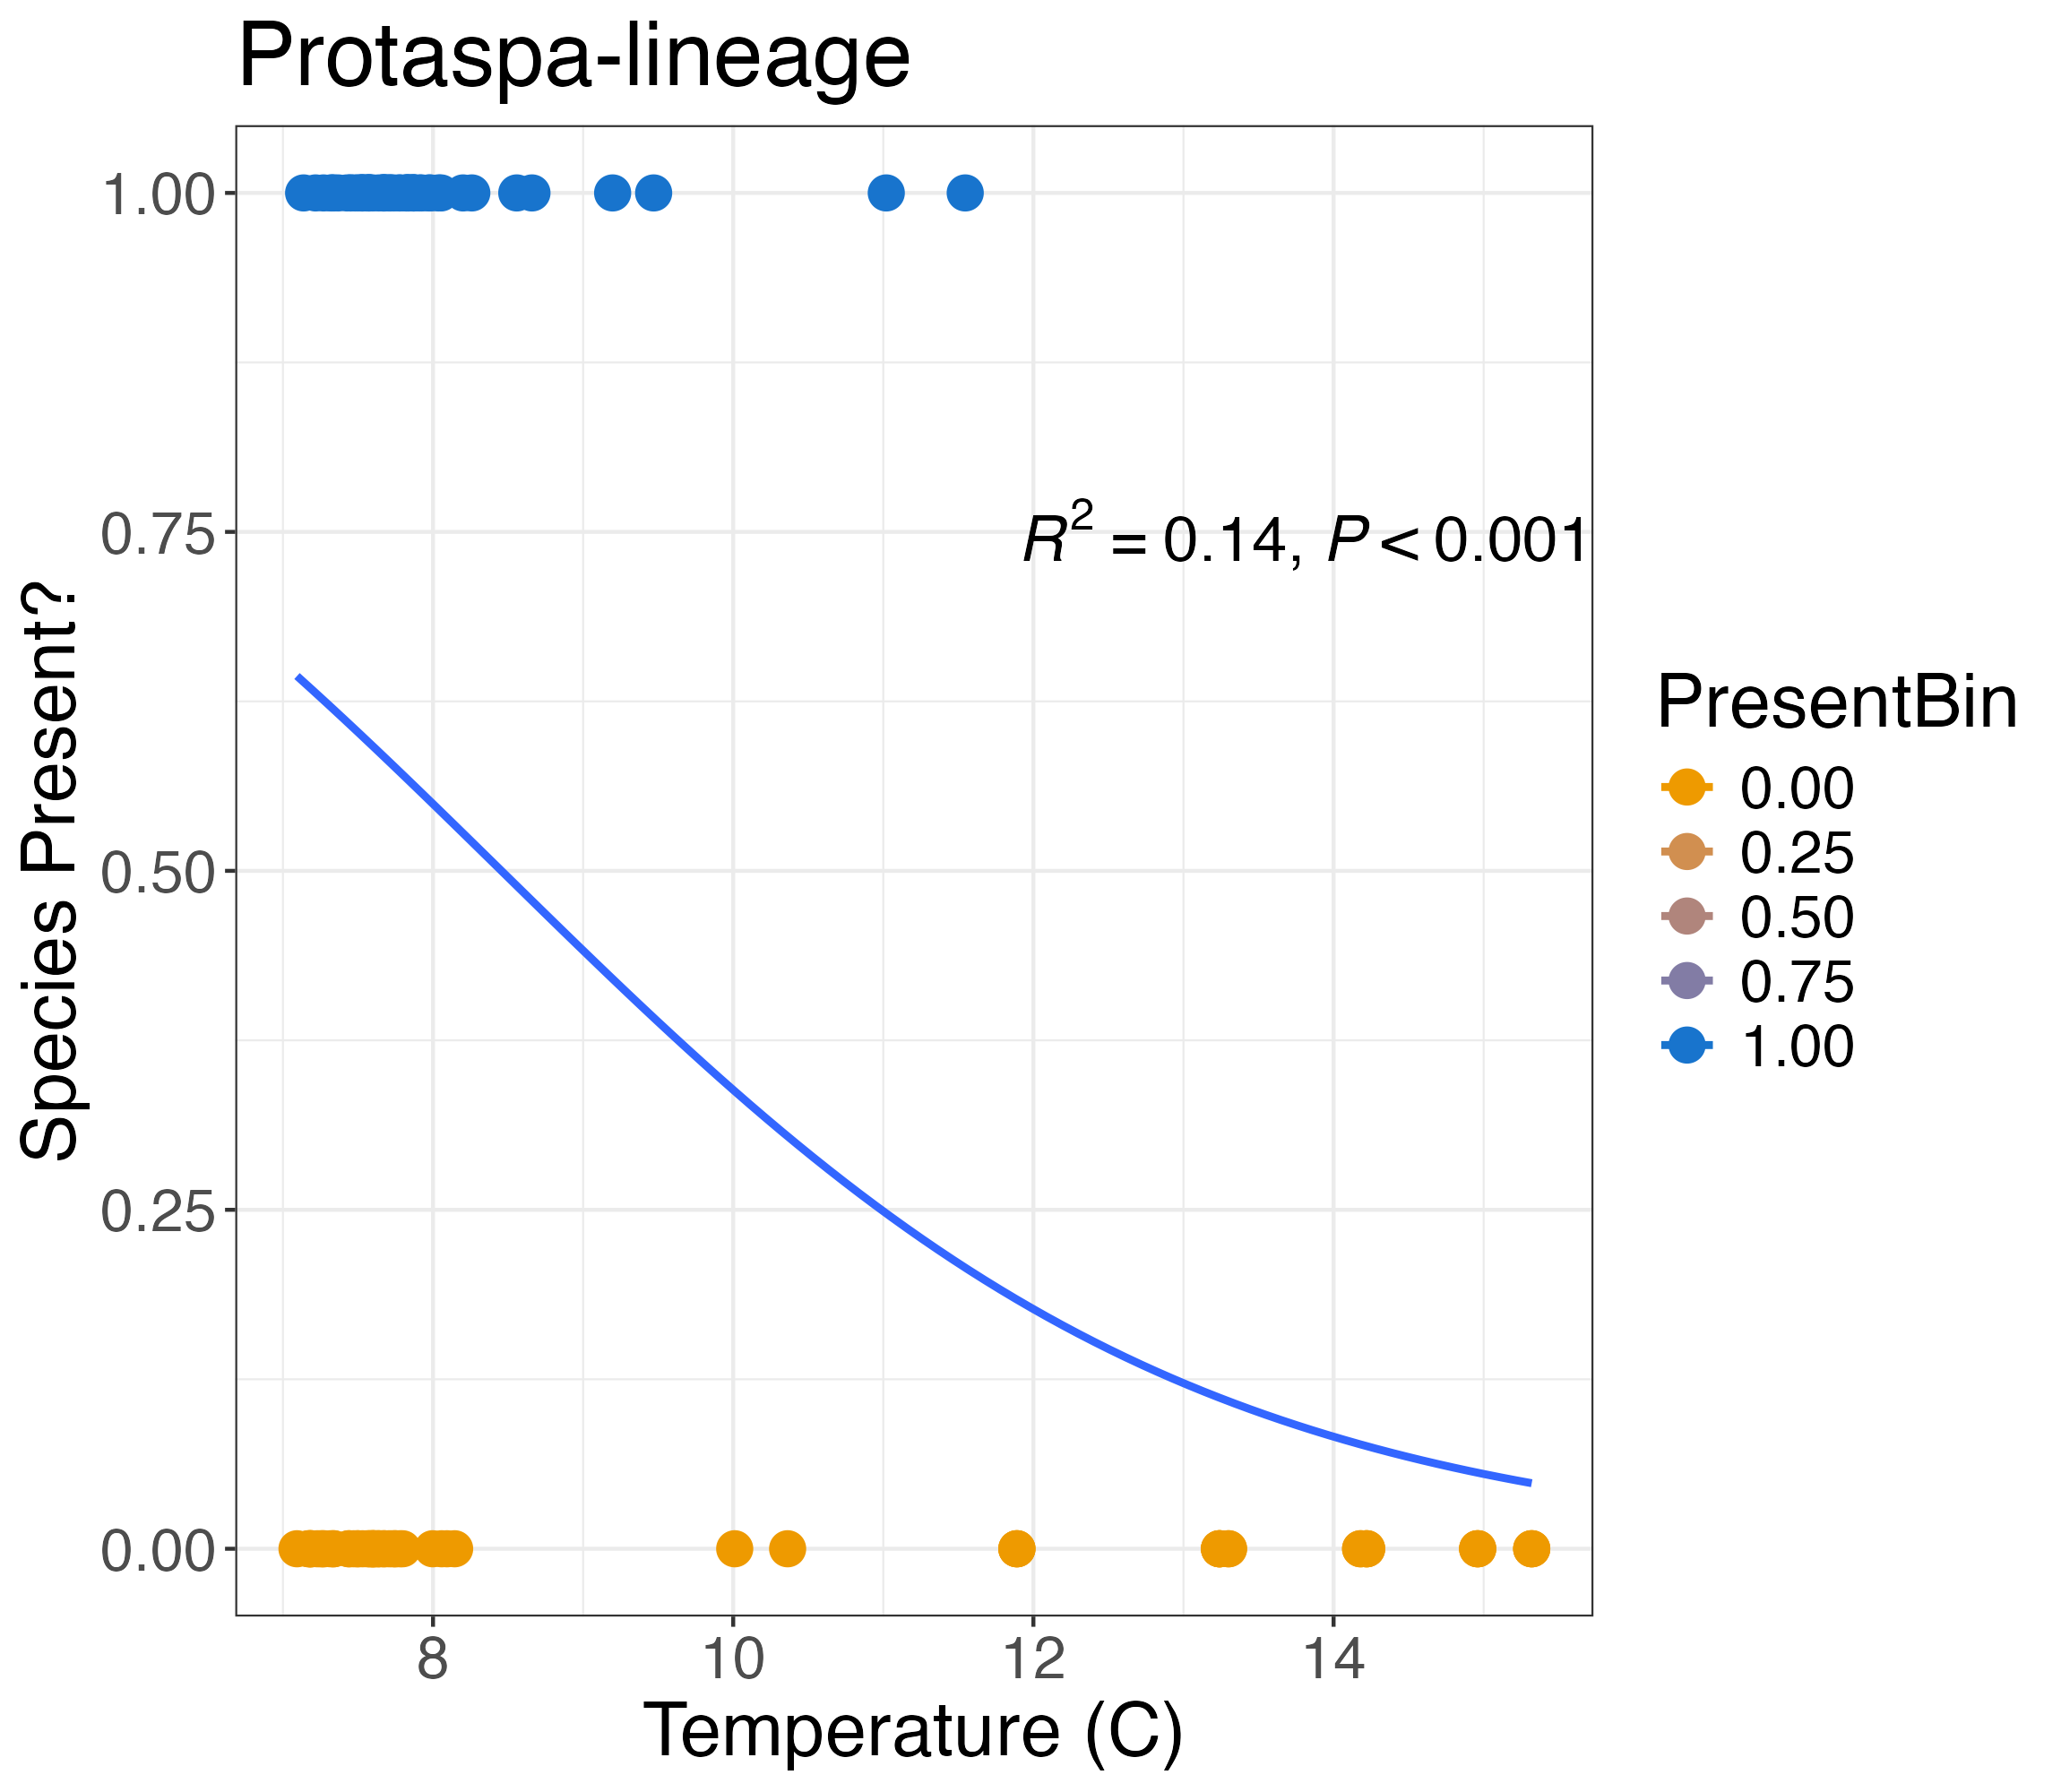 Protaspa-lineage
1.00
0.75
0.50
0.25
0.00
Species Present?
R² = 0.14, P < 0.001
8 10 12 14
Temperature (C)
PresentBin
0.00
0.25
0.50
0.75
1.00